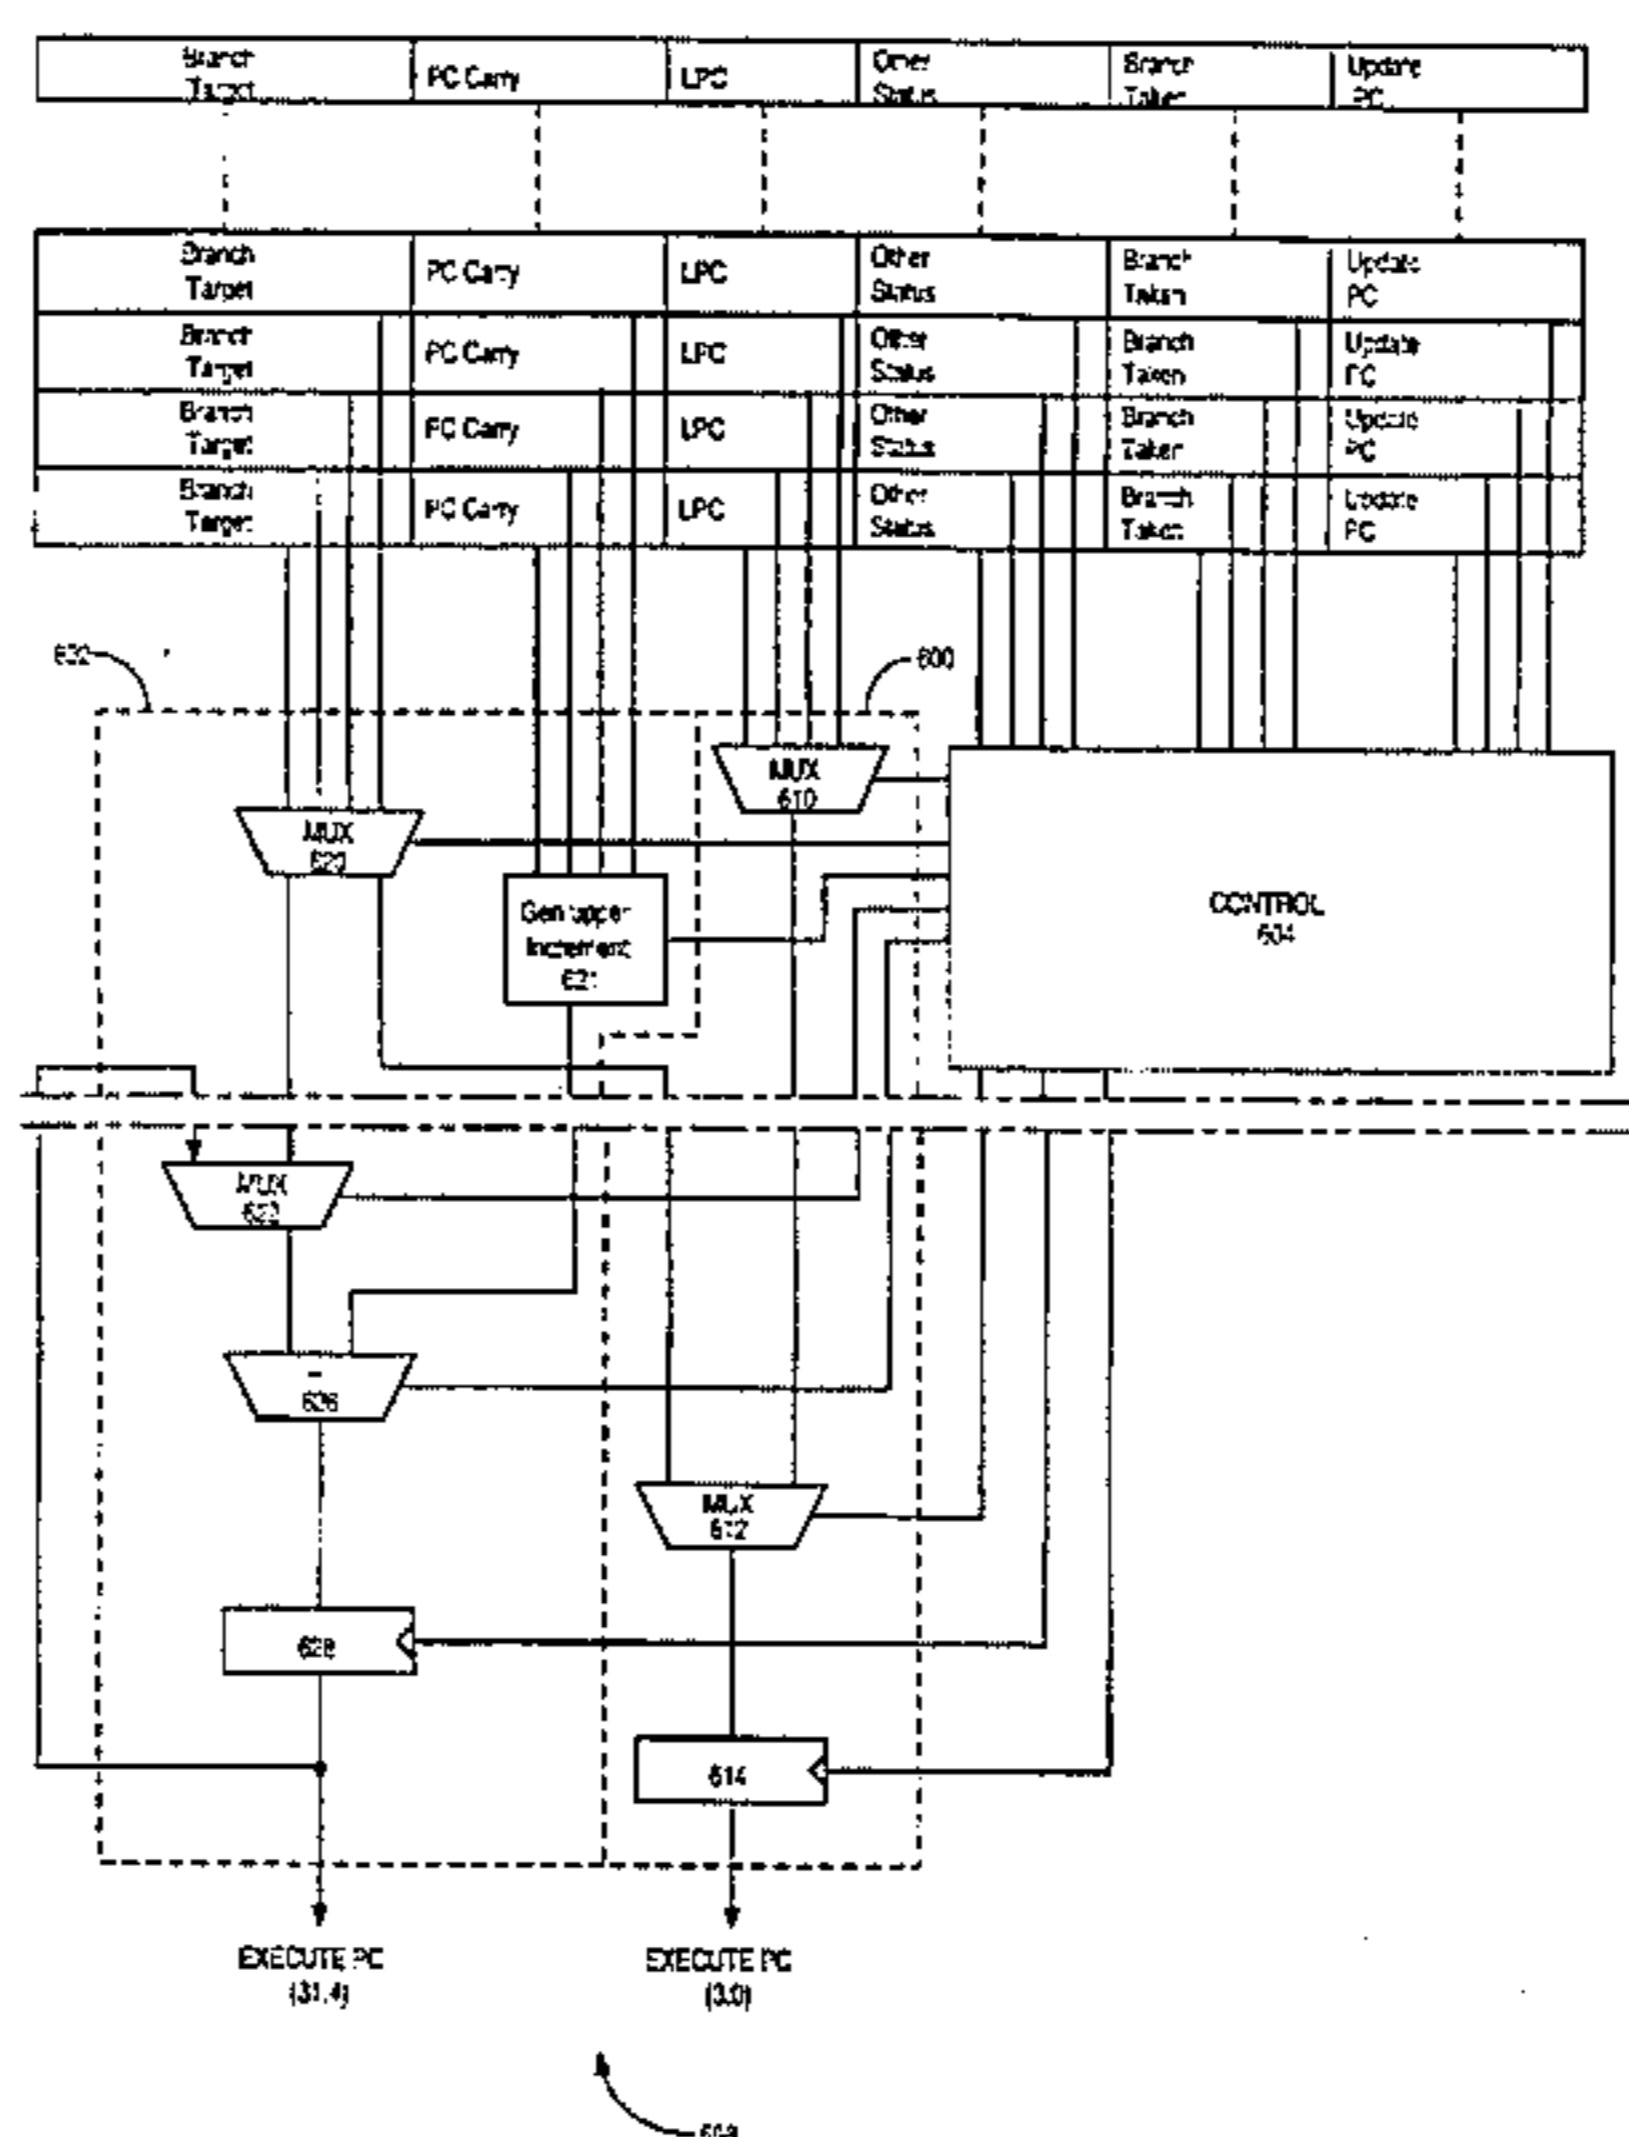 Branch Target
PC Carry
LPC
Other Status
Branch Taken
Update PC
Branch Target
PC Carry
LPC
Other Status
Branch Taken
Update PC
Branch Target
PC Carry
LPC
Other Status
Branch Taken
Update PC
Branch Target
PC Carry
LPC
Other Status
Branch Taken
Update PC
Branch Target
PC Carry
LPC
Other Status
Branch Taken
Update PC
600
MUX
610
MUX
620
Gen upper
Increment
621
CONTROL
604
MUX
622
626
MUX
612
628
614
EXECUTE PC
(31.4)
EXECUTE PC
(3.0)